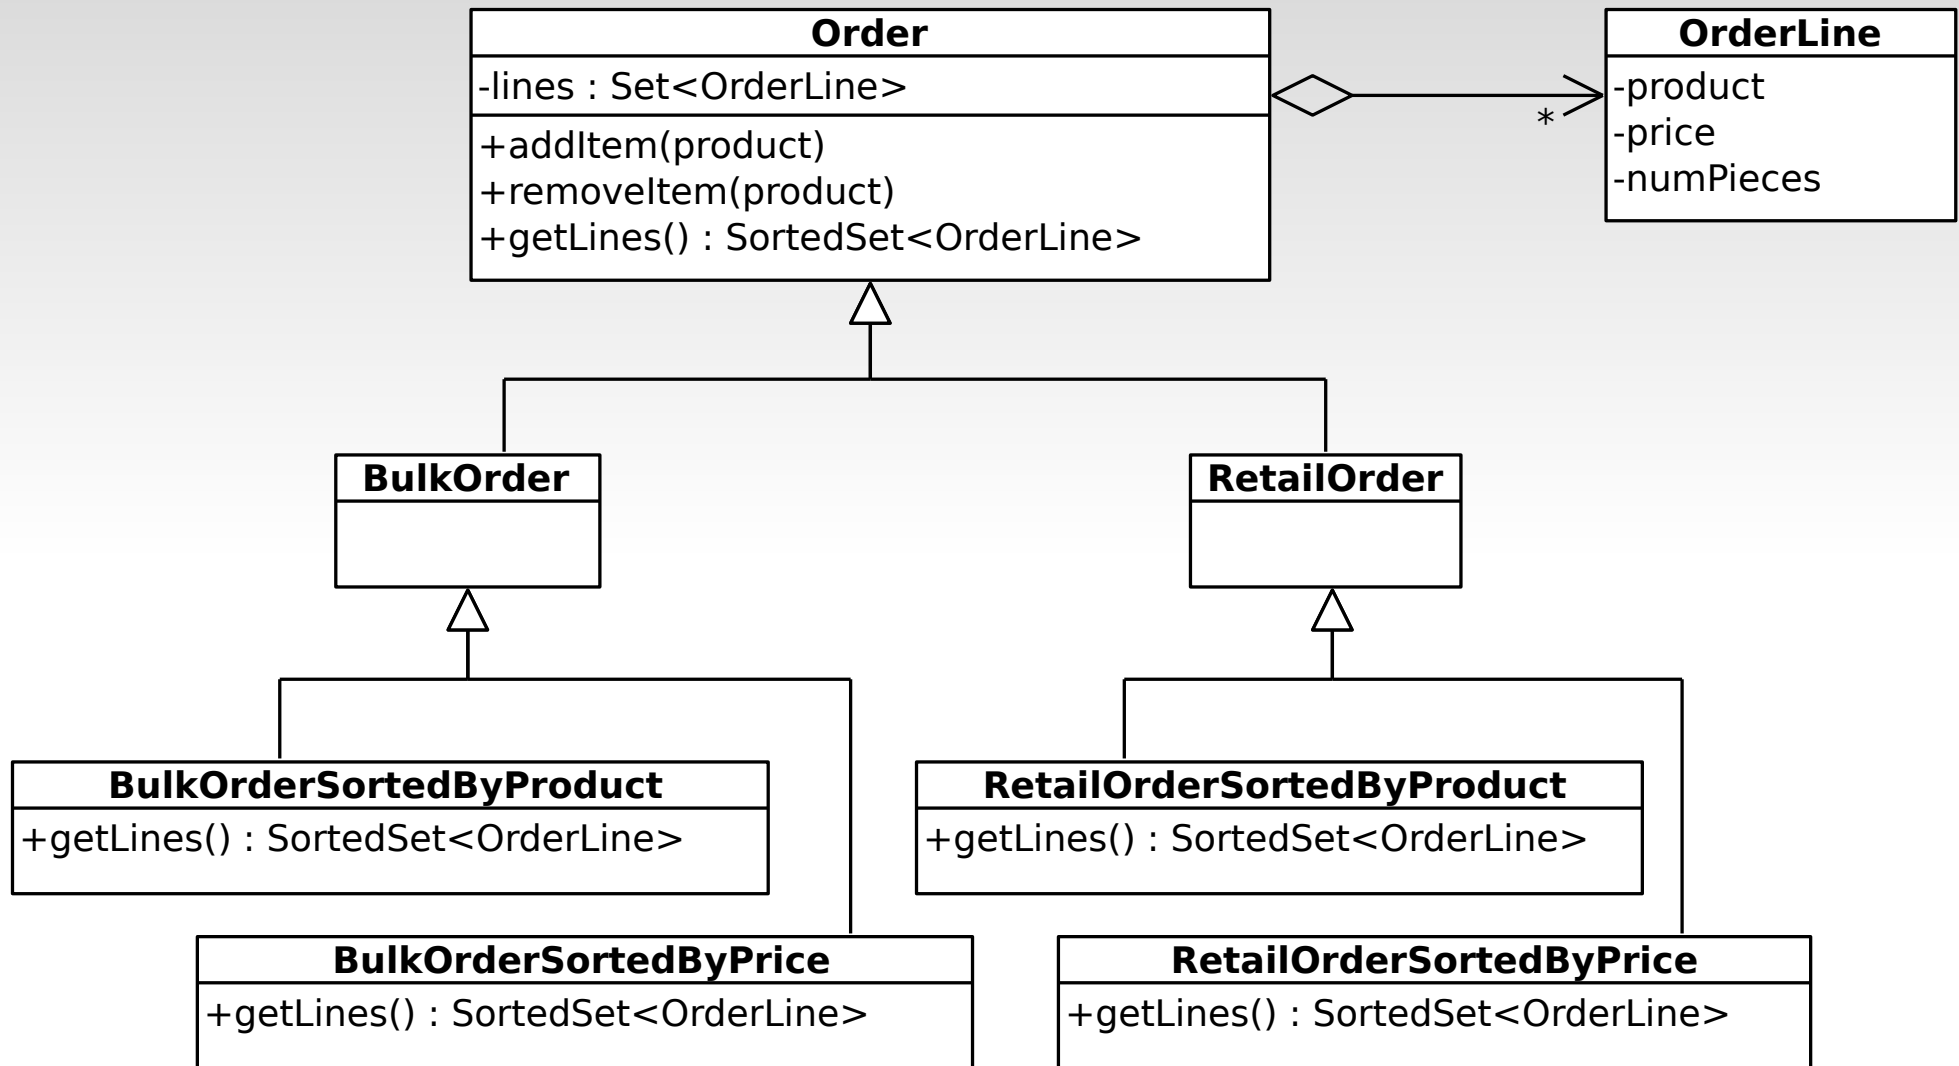 Order
-lines : Set<OrderLine>
+addItem(product)
+removeItem(product)
+getLines() : SortedSet<OrderLine>
*
OrderLine
-product
-price
-numPieces
BulkOrder
RetailOrder
BulkOrderSortedByProduct
+getLines() : SortedSet<OrderLine>
RetailOrderSortedByProduct
+getLines() : SortedSet<OrderLine>
BulkOrderSortedByPrice
+getLines() : SortedSet<OrderLine>
RetailOrderSortedByPrice
+getLines() : SortedSet<OrderLine>